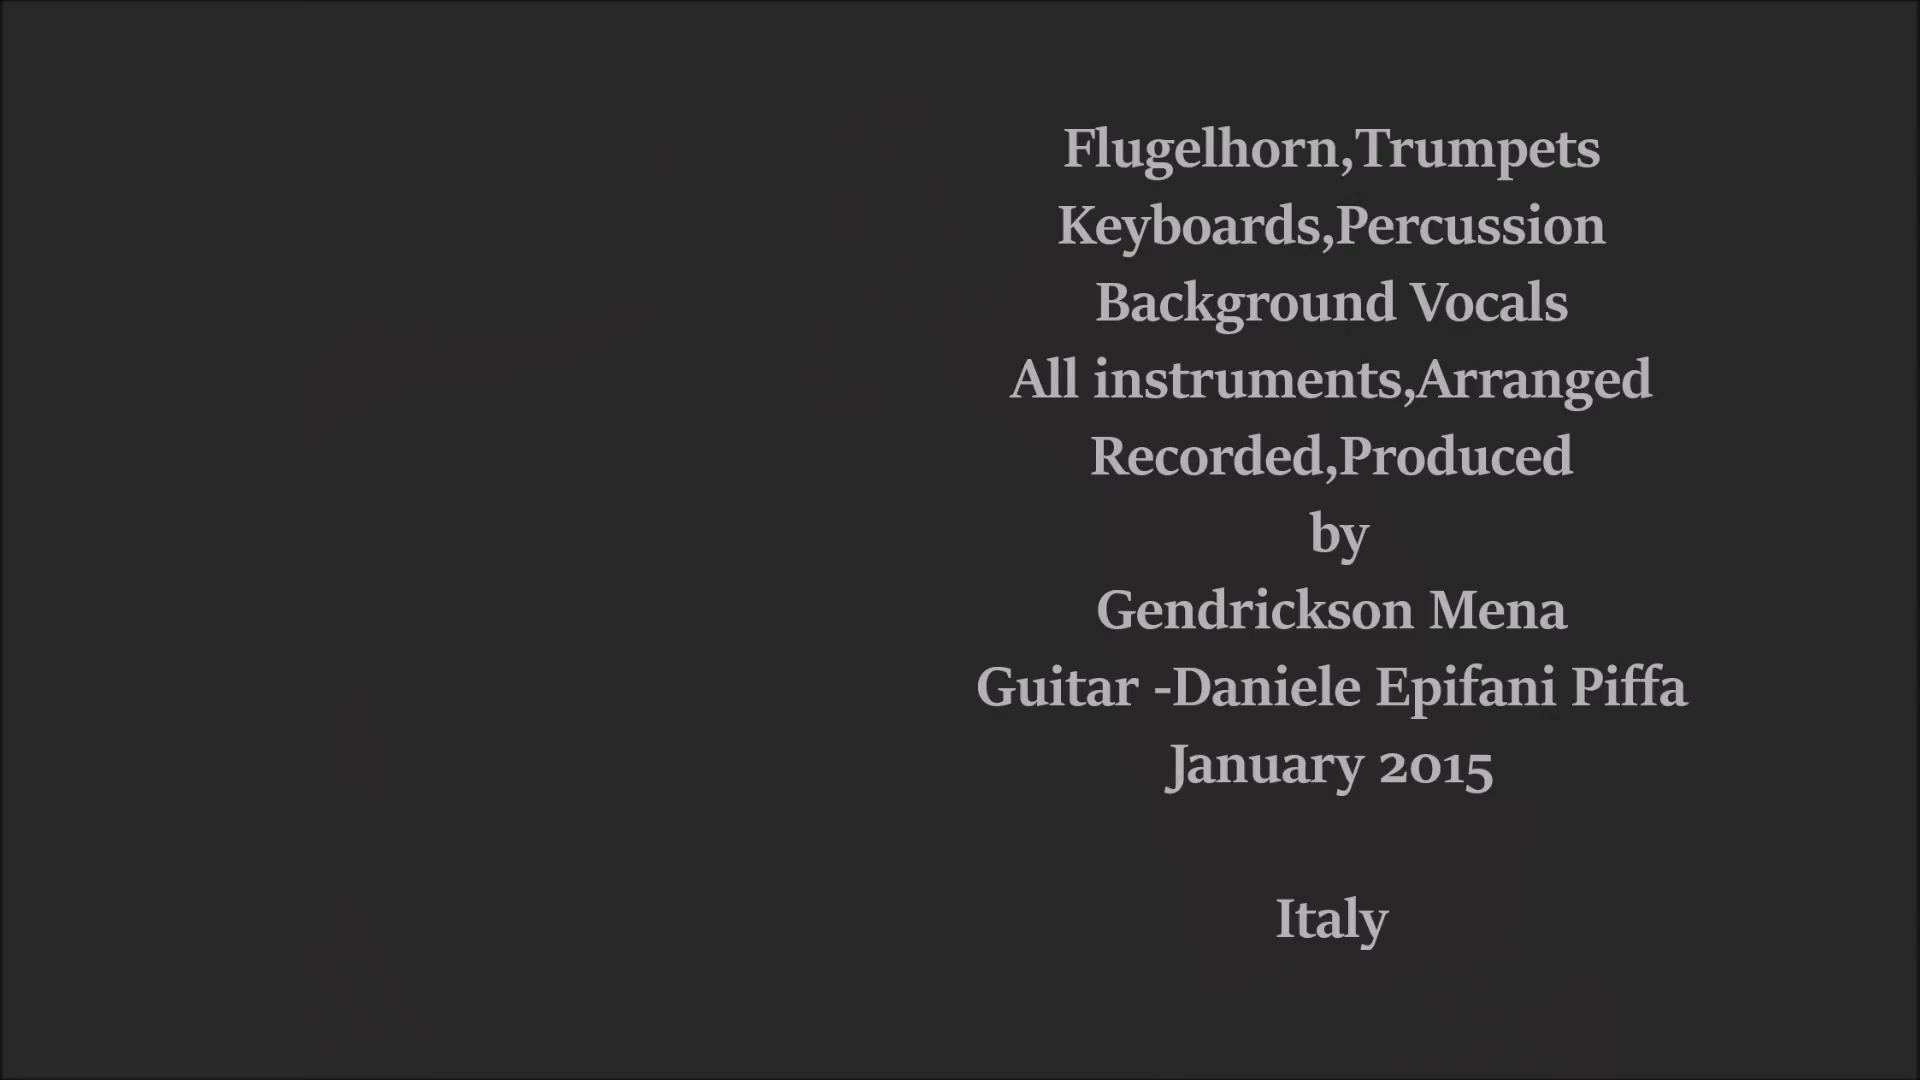 Flugelhorn,Trumpets
Keyboards,Percussion
Background Vocals
All instruments,Arranged
Recorded,Produced
by
Gendrickson Mena
Guitar -Daniele Epifani Piffa
January 2015
Italy